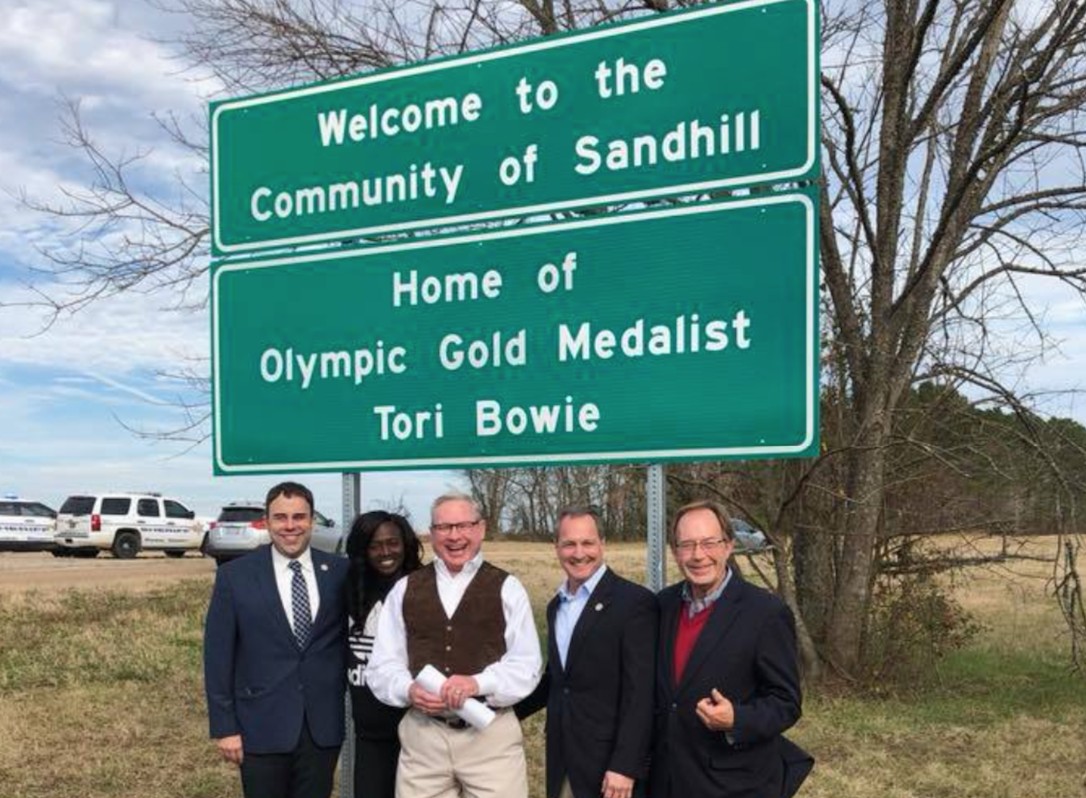 Welcome to the
Community of Sandhill
Home of
Olympic Gold Medalist
Tori Bowie